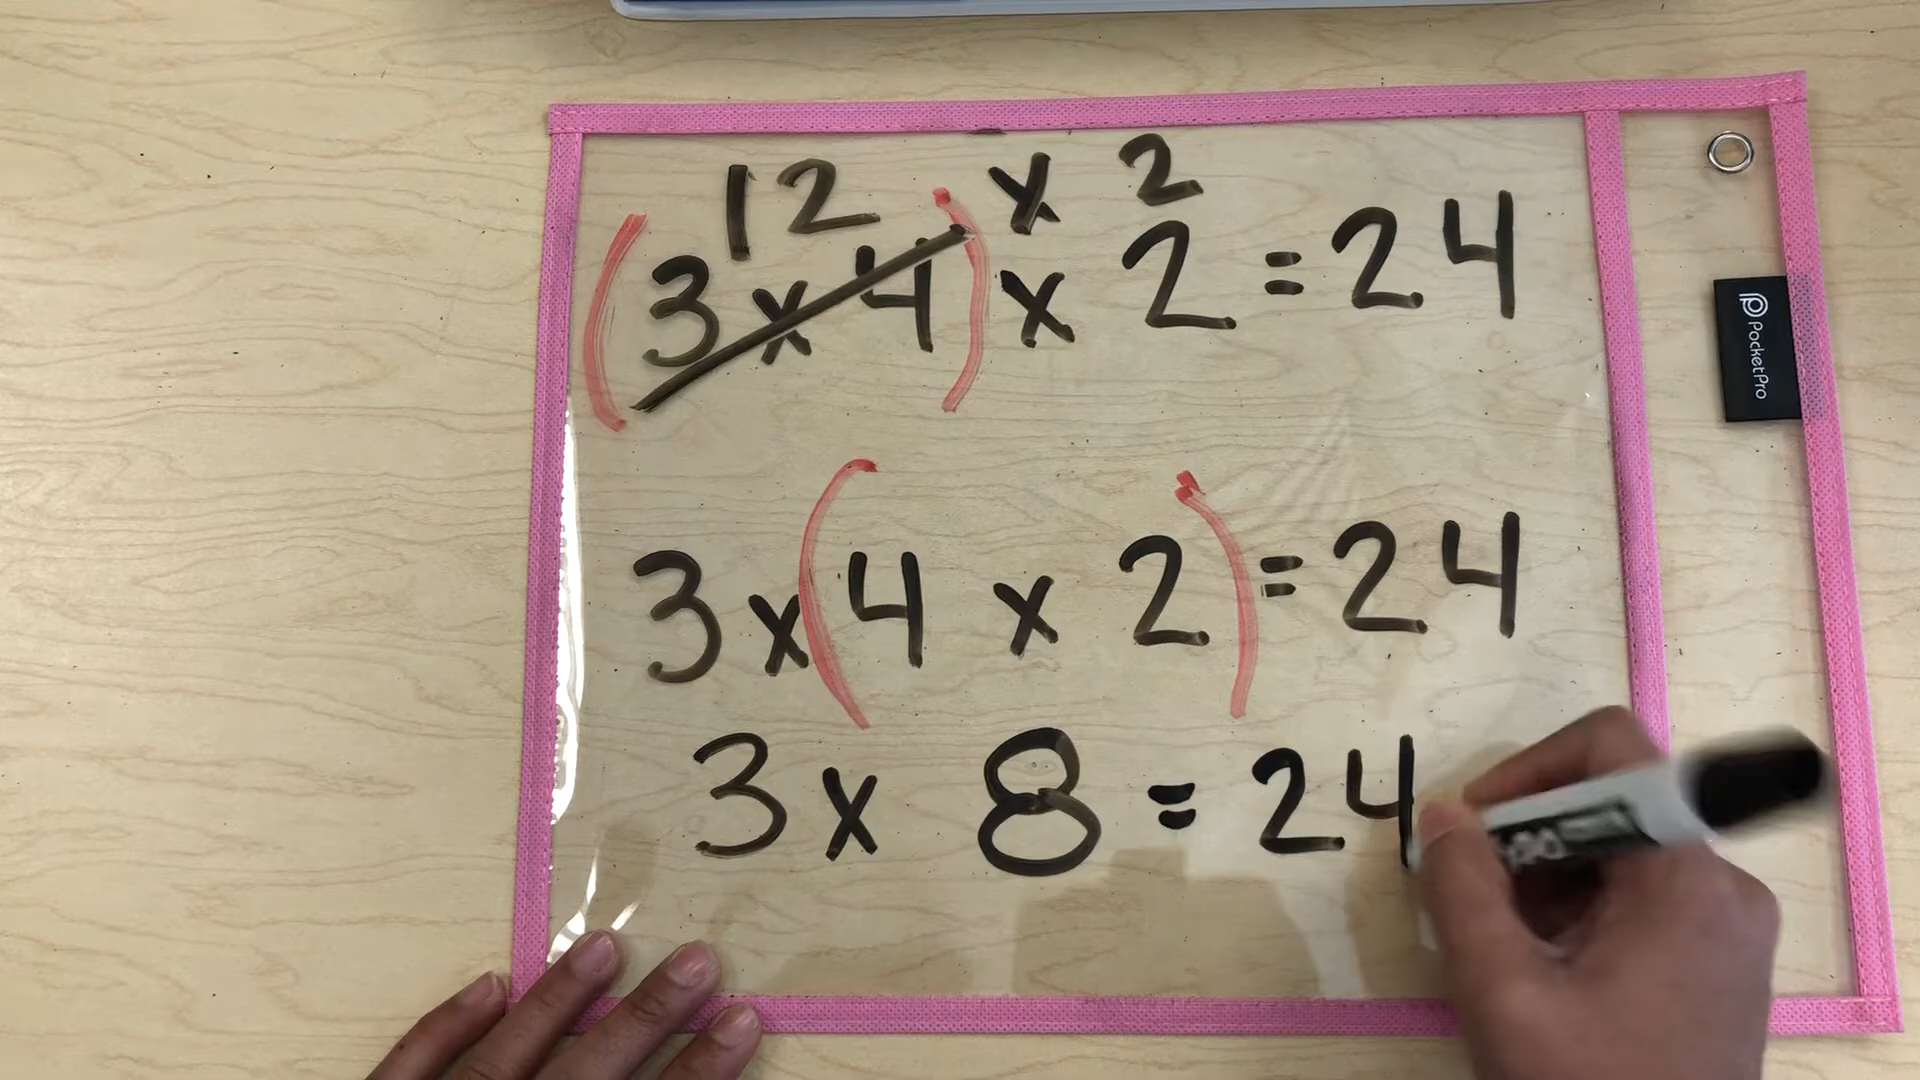 12 x 2
(3 x 4) x 2 = 24
3 x (4 x 2) = 24
3 x 8 = 24
PocketPro